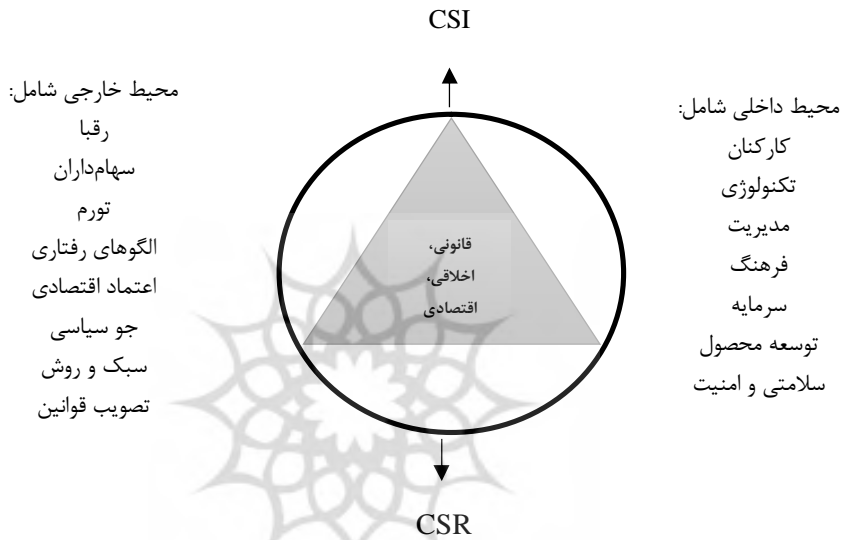 CSI
محیط داخلی شامل:
کارکنان
تکنولوژی
مدیریت
فرهنگ
سرمایه
توسعه محصول
سلامتی و امنیت
قانونی،
اخلاقی،
اقتصادی
محیط خارجی شامل:
رقبا
سهام‌داران
تورم
الگوهای رفتاری
اعتماد اقتصادی
جو سیاسی
سبک و روش
تصویب قوانین
CSR